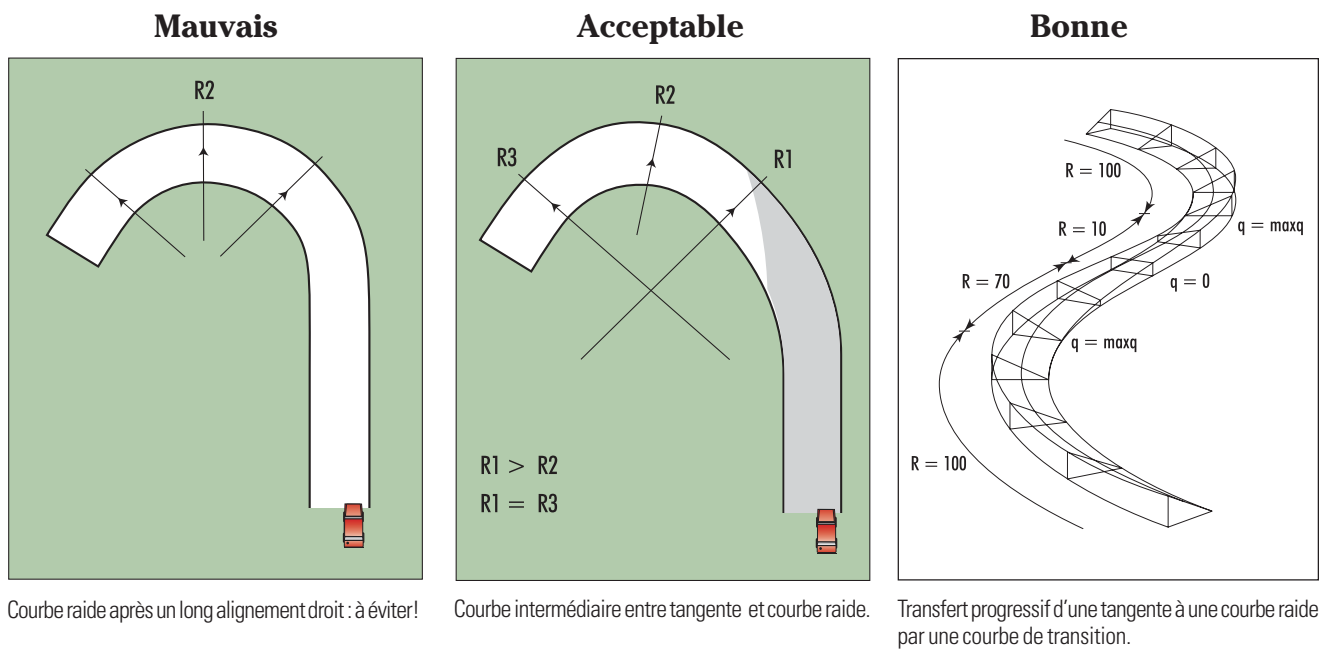 Mauvais
R2
Courbe raide après un long alignement droit : à éviter!
Acceptable
R2
R3
R1
R1 > R2
R1 = R3
Courbe intermédiaire entre tangente et courbe raide.
Bonne
R = 100
R = 10
q = maxq
R = 70
q = 0
q = maxq
R = 100
Transfert progressif d'une tangente à une courbe raide
par une courbe de transition.